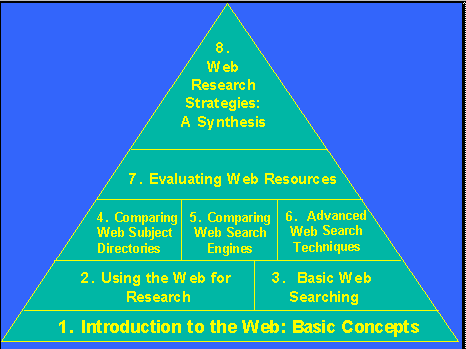 8.
Web
Research
Strategies:
A Synthesis
7. Evaluating Web Resources
4. Comparing
Web Subject
Directories
5. Comparing
Web Search
Engines
6. Advanced
Web Search
Techniques
2. Using the Web for
Research
3. Basic Web
Searching
1. Introduction to the Web: Basic Concepts